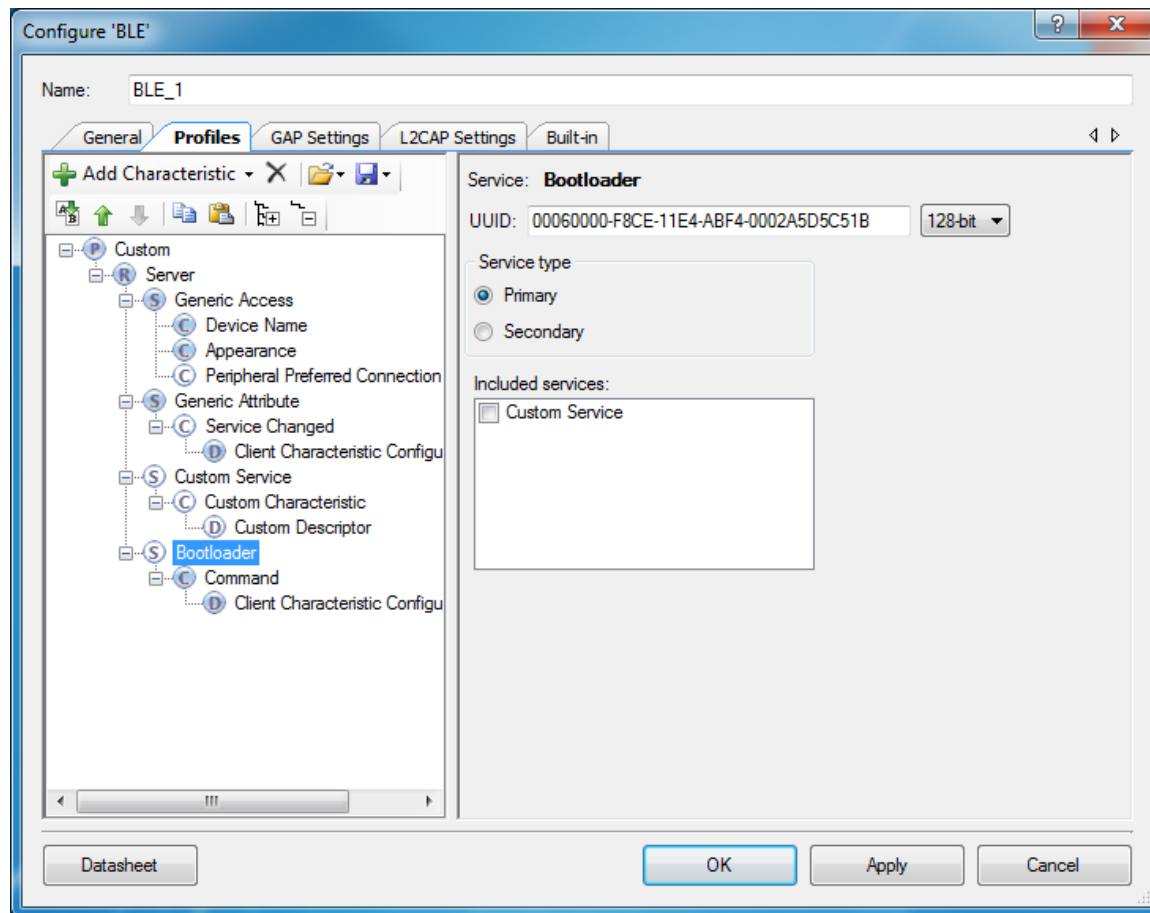 Configure 'BLE'
Name: BLE_1
General Profiles GAP Settings L2CAP Settings Built-in
Add Characteristic
Custom
Server
Generic Access
Device Name
Appearance
Peripheral Preferred Connection
Generic Attribute
Service Changed
Client Characteristic Configu
Custom Service
Custom Characteristic
Custom Descriptor
Bootloader
Command
Client Characteristic Configu
Service: Bootloader
UUID: 00060000-F8CE-11E4-ABF4-0002A5D5C51B 128-bit
Service type
Primary
Secondary
Included services:
Custom Service
Datasheet OK Apply Cancel